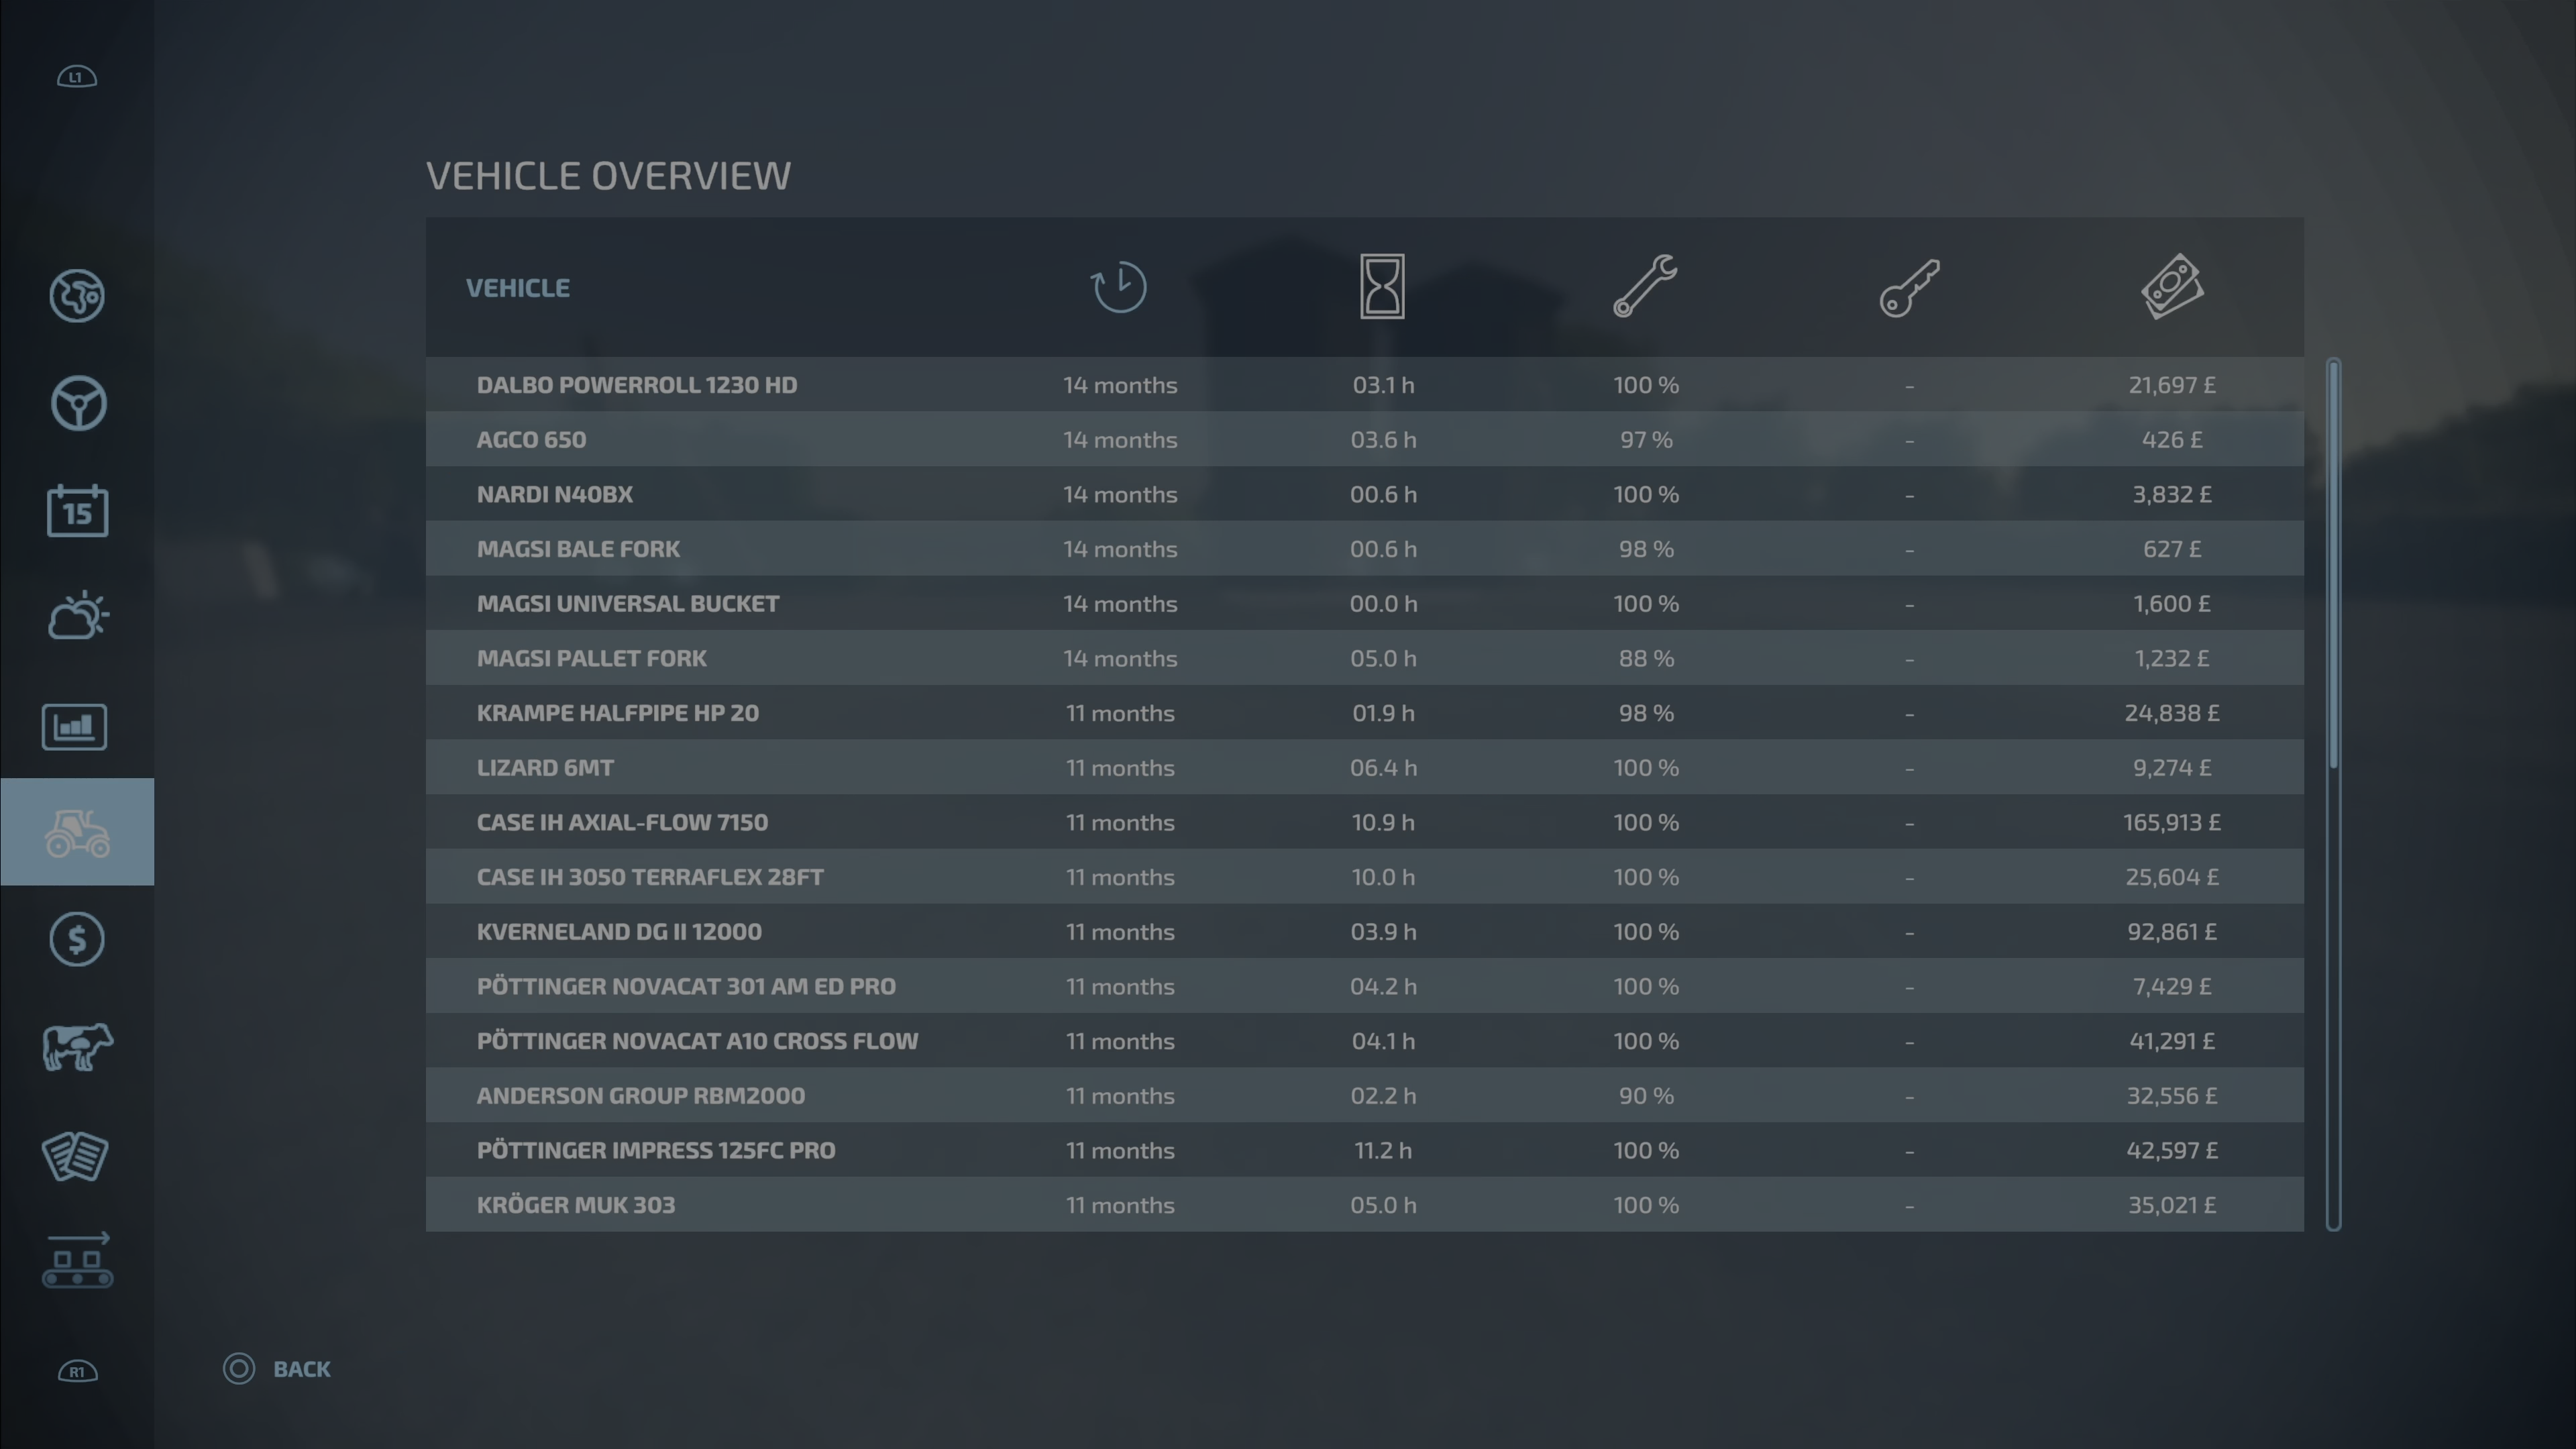 L1
VEHICLE OVERVIEW
VEHICLE
DALBO POWERROLL 1230 HD 14 months 03.1 h 100 % - 21,697 £
AGCO 650 14 months 03.6 h 97 % - 426 £
NARDI N40BX 14 months 00.6 h 100 % - 3,832 £
MAGSI BALE FORK 14 months 00.6 h 98 % - 627 £
MAGSI UNIVERSAL BUCKET 14 months 00.0 h 100 % - 1,600 £
MAGSI PALLET FORK 14 months 05.0 h 88 % - 1,232 £
KRAMPE HALFPIPE HP 20 11 months 01.9 h 98 % - 24,838 £
LIZARD 6MT 11 months 06.4 h 100 % - 9,274 £
CASE IH AXIAL-FLOW 7150 11 months 10.9 h 100 % - 165,913 £
CASE IH 3050 TERRAFLEX 28FT 11 months 10.0 h 100 % - 25,604 £
KVERNELAND DG II 12000 11 months 03.9 h 100 % - 92,861 £
PÖTTINGER NOVACAT 301 AM ED PRO 11 months 04.2 h 100 % - 7,429 £
PÖTTINGER NOVACAT A10 CROSS FLOW 11 months 04.1 h 100 % - 41,291 £
ANDERSON GROUP RBM2000 11 months 02.2 h 90 % - 32,556 £
PÖTTINGER IMPRESS 125FC PRO 11 months 11.2 h 100 % - 42,597 £
KRÖGER MUK 303 11 months 05.0 h 100 % - 35,021 £
15
$
R1
BACK